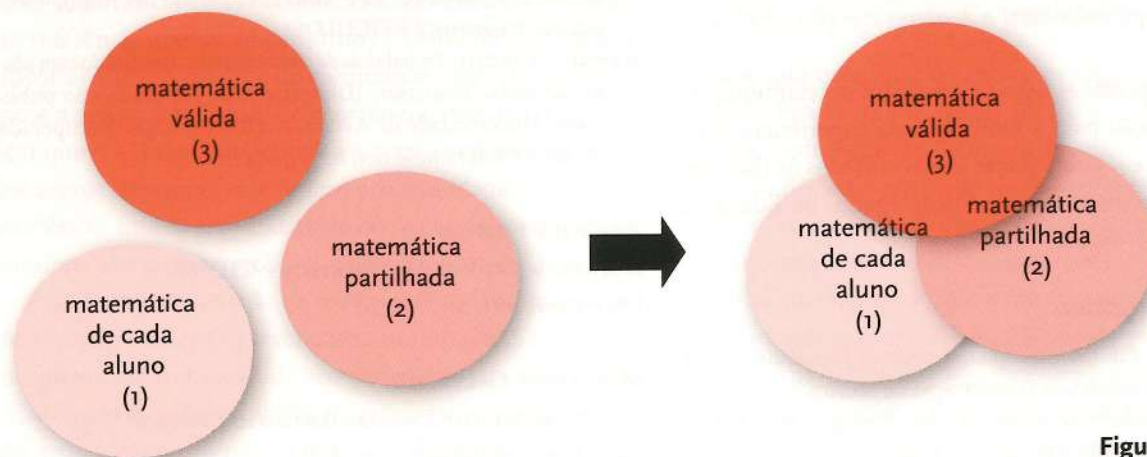 matemática
válida
(3)
matemática
partilhada
(2)
matemática
de cada
aluno
(1)
matemática
válida
(3)
matemática
partilhada
(2)
matemática
de cada
aluno
(1)